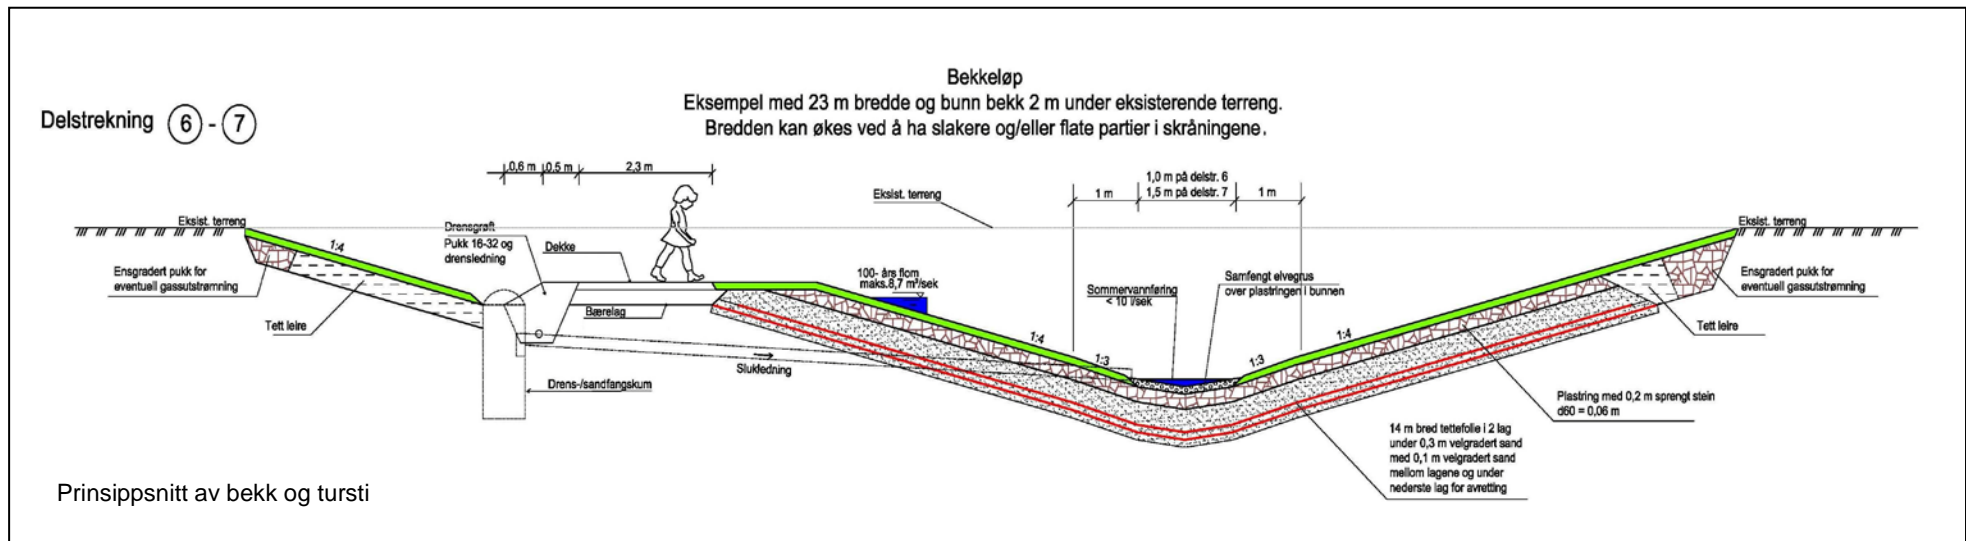 Bekkeløp
Eksempel med 23 m bredde og bunn bekk 2 m under eksisterende terreng.
Bredden kan økes ved å ha slakere og/eller flate partier i skråningene.
Delstrekning 6 - 7
0,6 m 0,5 m 2,3 m
1 m
1,0 m på delstr. 6
1,5 m på delstr. 7
1 m
Eksist. terreng
Eksist. terreng
Eksist. terreng
1:4
Drensgrøft
Pukk 16-32 og
drensledning
Dekke
Ensgradert pukk for
eventuell gassutstrømning
Tett leire
Bærelag
100- års flom
maks.8,7 m³/sek
Sommervannføring
< 10 l/sek
Samfengt elvegrus
over plastringen i bunnen
Ensgradert pukk for
eventuell gassutstrømning
Tett leire
1:4
1:3
1:3
1:4
Slukledning
Drens-/sandfangskum
Plastring med 0,2 m sprengt stein
d60 = 0,06 m
14 m bred tettefolie i 2 lag
under 0,3 m velgradert sand
med 0,1 m velgradert sand
mellom lagene og under
nederste lag for avretting
Prinsippsnitt av bekk og tursti